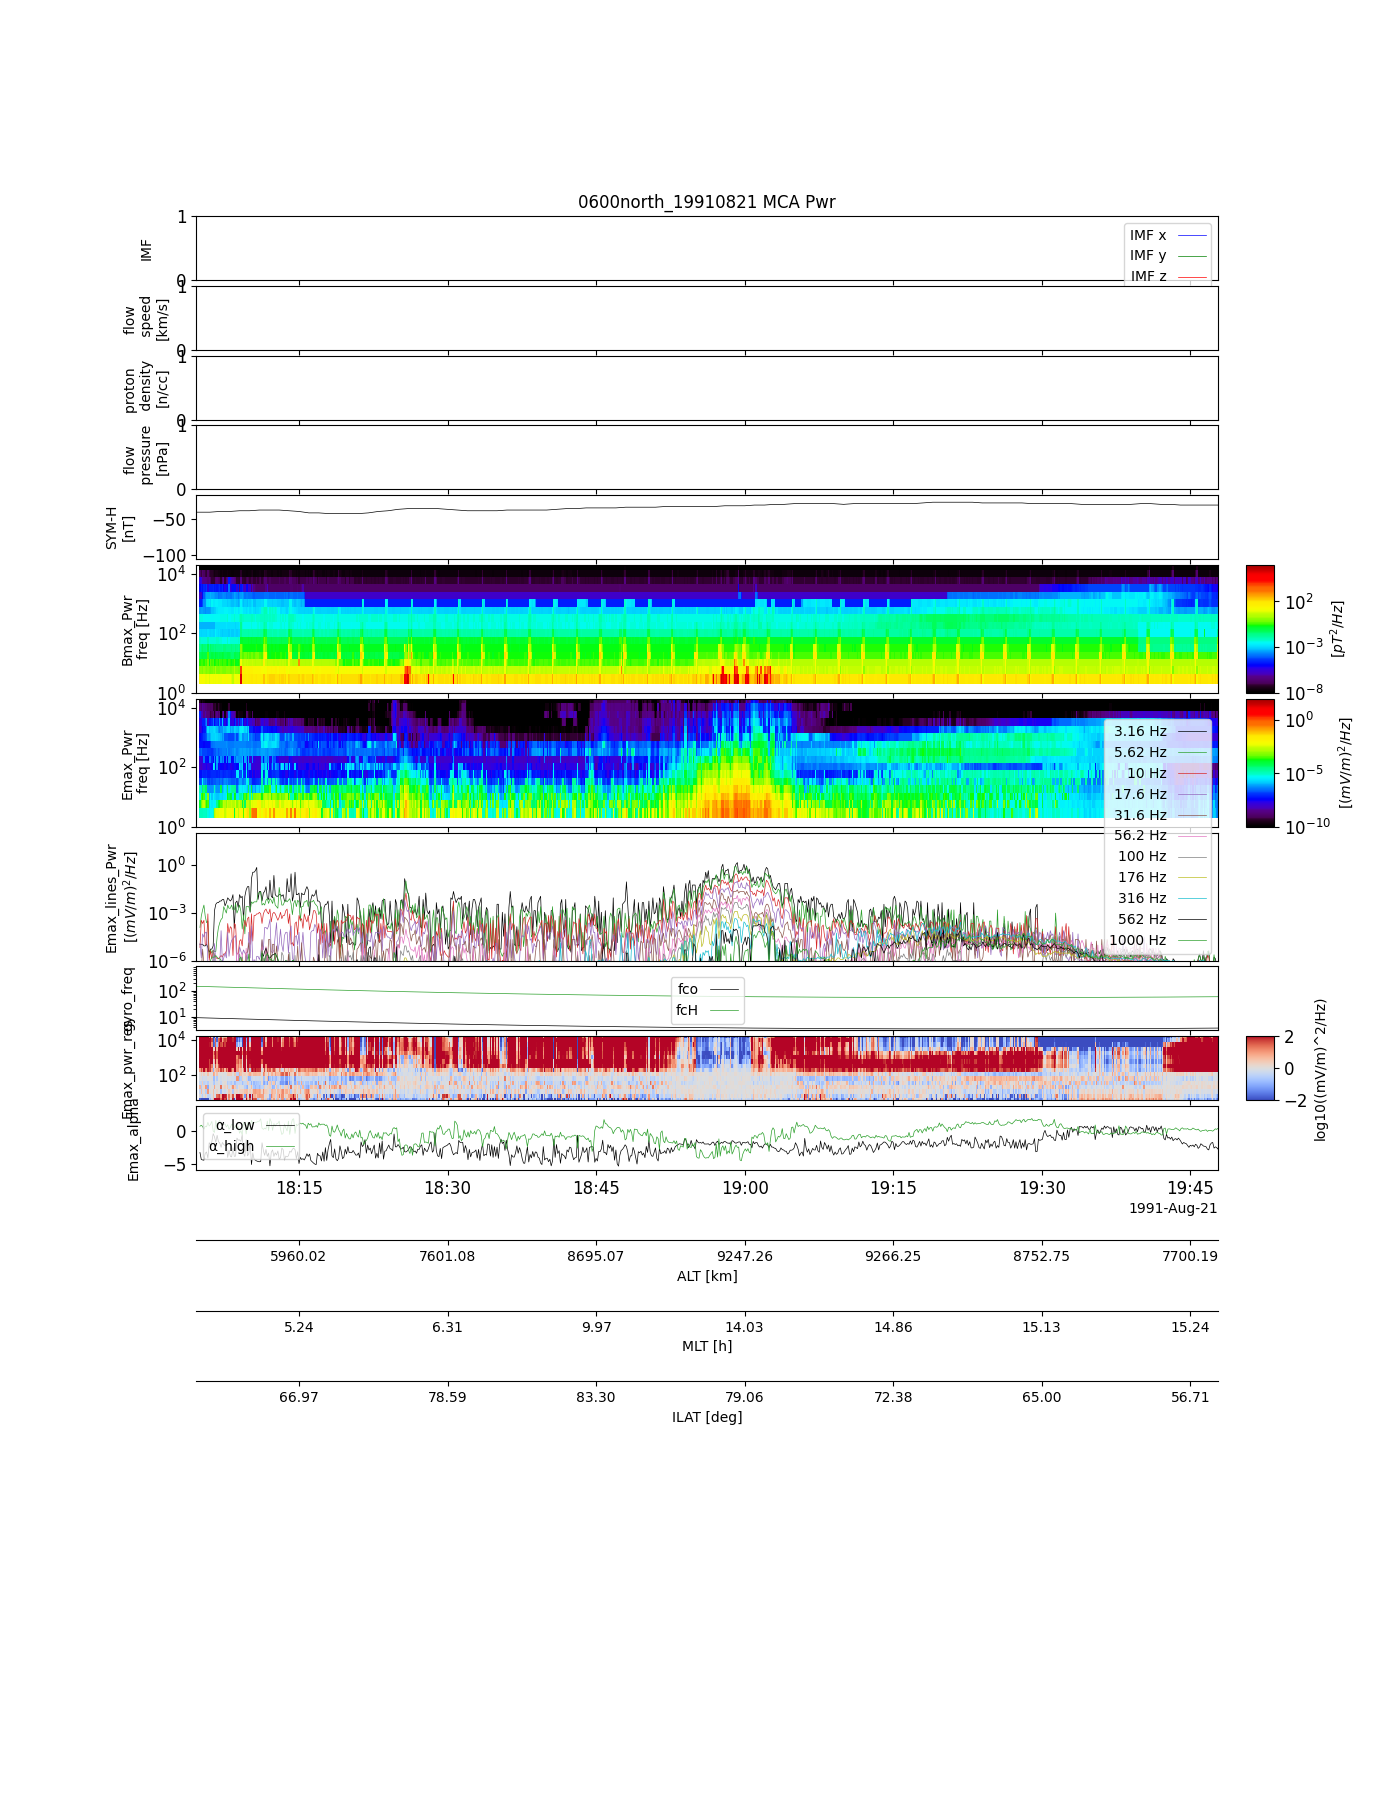 0600north_19910821 MCA Pwr
1
IMF
0
IMF x
IMF y
IMF z
1
flow
speed
[km/s]
0
1
proton
density
[n/cc]
0
1
flow
pressure
[nPa]
0
SYM-H
[nT]
−50
−100
Bmax_Pwr
freq [Hz]
10^4
10^2
10^0
10^2
10^−3
10^−8
[pT^2/Hz]
Emax_Pwr
freq [Hz]
10^4
10^2
10^0
10^0
10^−5
10^−10
[(mV/m)^2/Hz]
3.16 Hz
5.62 Hz
10 Hz
17.6 Hz
31.6 Hz
56.2 Hz
100 Hz
176 Hz
316 Hz
562 Hz
1000 Hz
Emax_lines_Pwr
[(mV/m)^2/Hz]
10^0
10^−3
10^−6
gyro_freq
10^2
10^1
fco
fcH
Emax_pwr_reg
10^4
10^2
2
0
−2
log10((mV/m)^2/Hz)
Emax_alpha
0
−5
α_low
α_high
18:15 18:30 18:45 19:00 19:15 19:30 19:45
1991-Aug-21
5960.02 7601.08 8695.07 9247.26 9266.25 8752.75 7700.19
ALT [km]
5.24 6.31 9.97 14.03 14.86 15.13 15.24
MLT [h]
66.97 78.59 83.30 79.06 72.38 65.00 56.71
ILAT [deg]